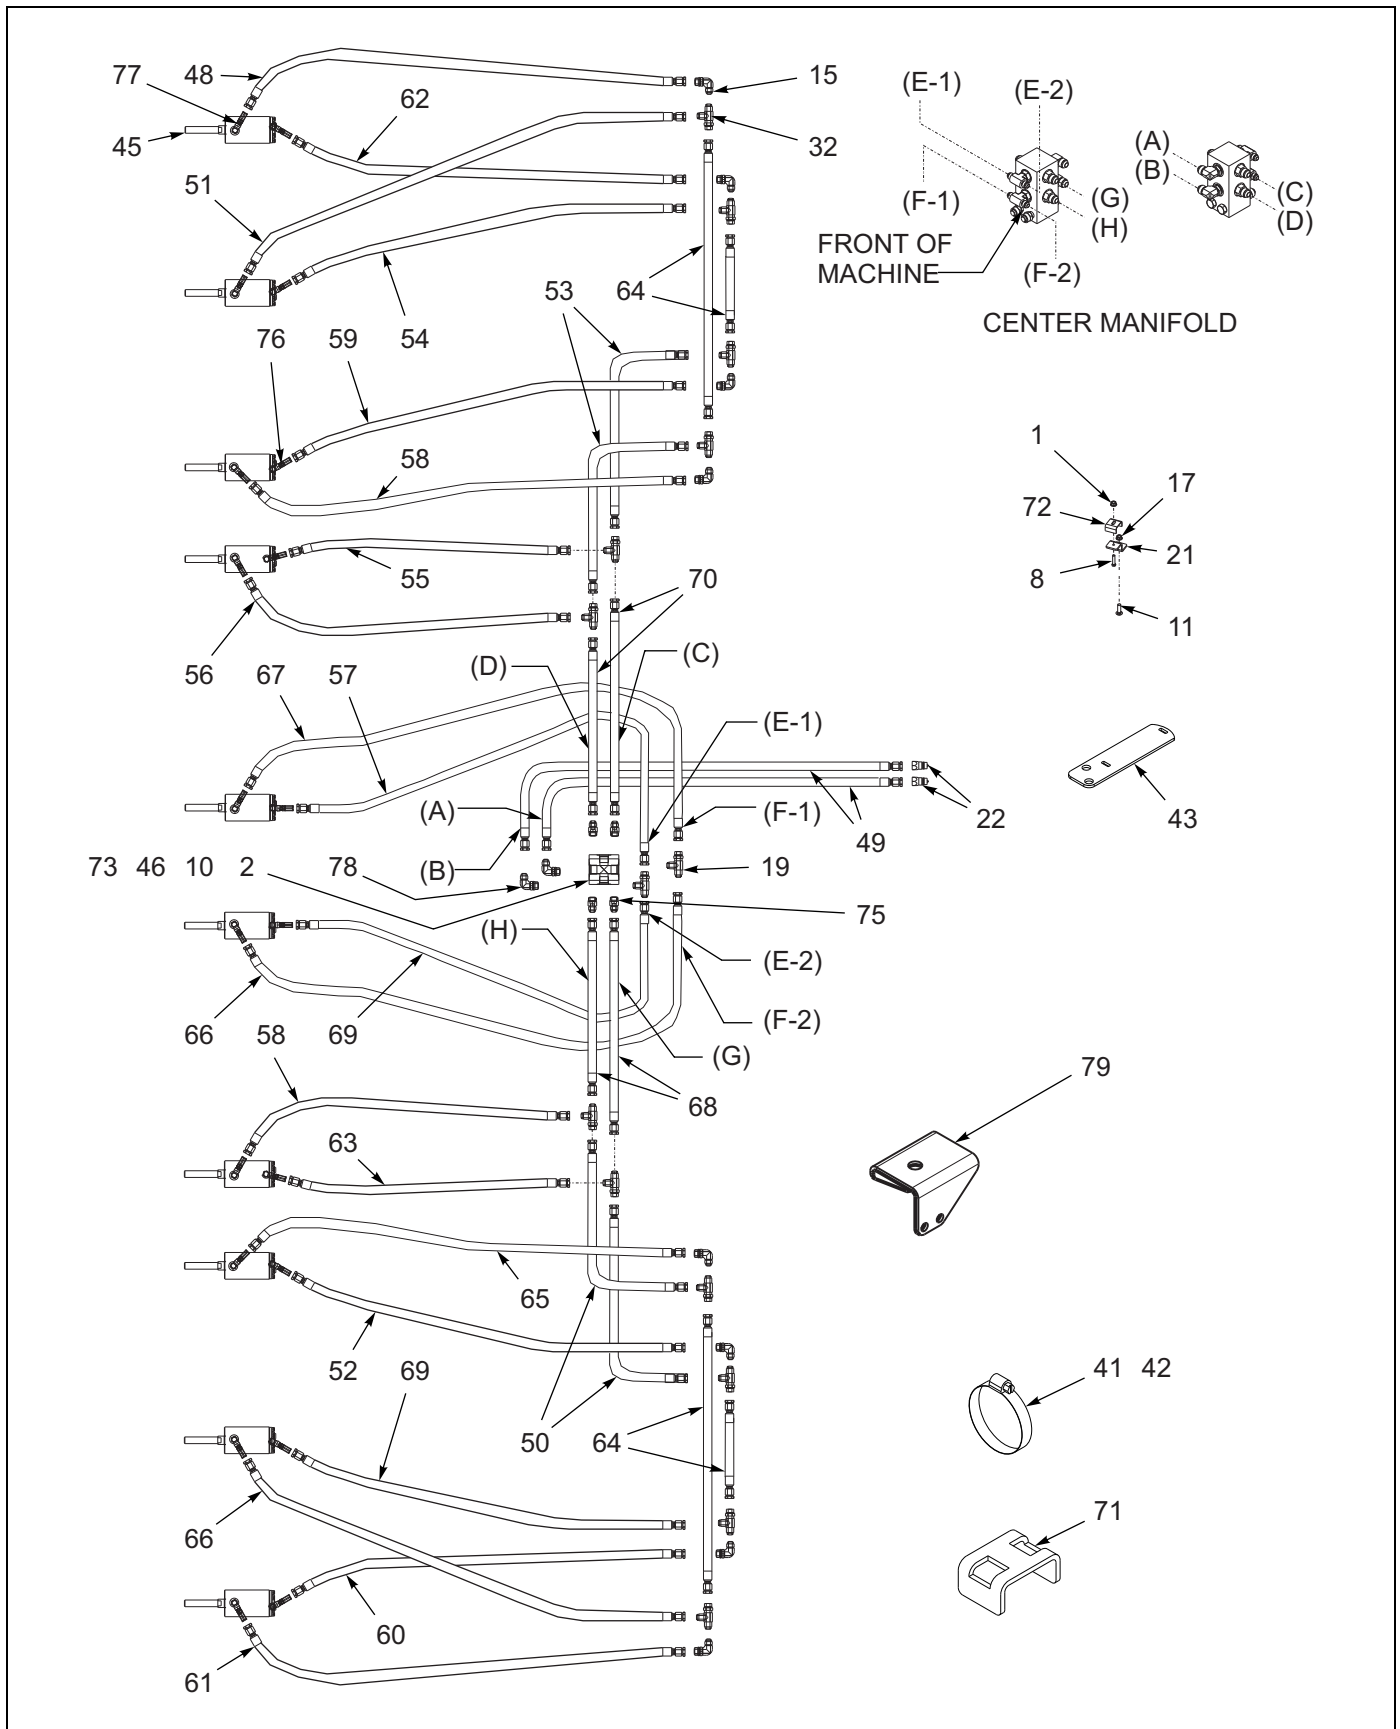 77 48 15
(E-1) (E-2)
62
45 32
(A)
(B)
51
(F-1) (G)
(H)
(C)
(D)
FRONT OF
MACHINE
(F-2)
53 64
CENTER MANIFOLD
76 59 54
1
58 17
72
21
55
8
70
11
56 67 57 (D) (C)
(E-1)
(A) (F-1)
49 22 43
73 46 10 2 78 (B) 19
75
(H)
(E-2)
66 69 (F-2)
58
(G)
79
68
63
65
52 69
41 42
50 64
66
71
60
61